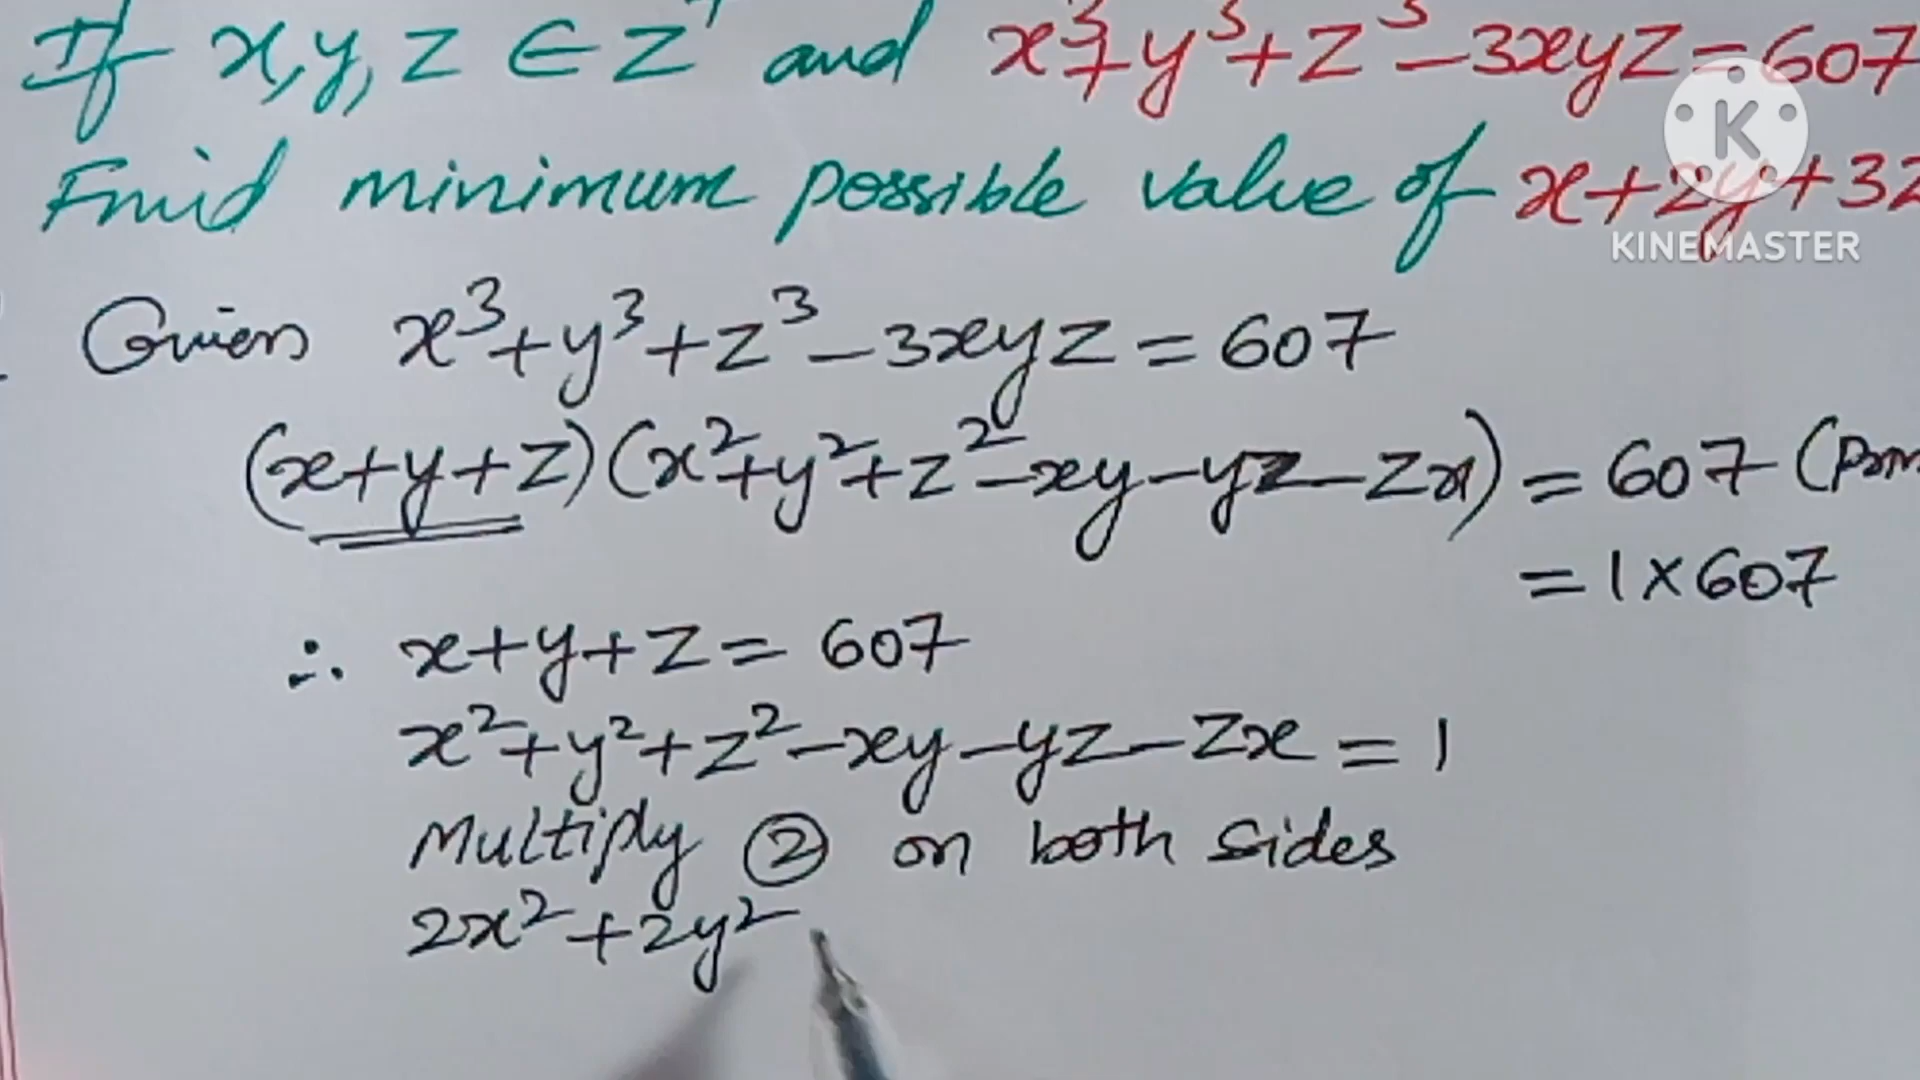 If x,y,z ∈ Z⁺ and x³+y³+z³-3xyz=607
Find minimum possible value of x+2y+3z
KINEMASTER
Given x³+y³+z³-3xyz=607
(x+y+z)(x²+y²+z²-xy-yz-zx)=607 (Prim
=1×607
∴ x+y+z=607
x²+y²+z²-xy-yz-zx=1
Multiply ② on both sides
2x²+2y²